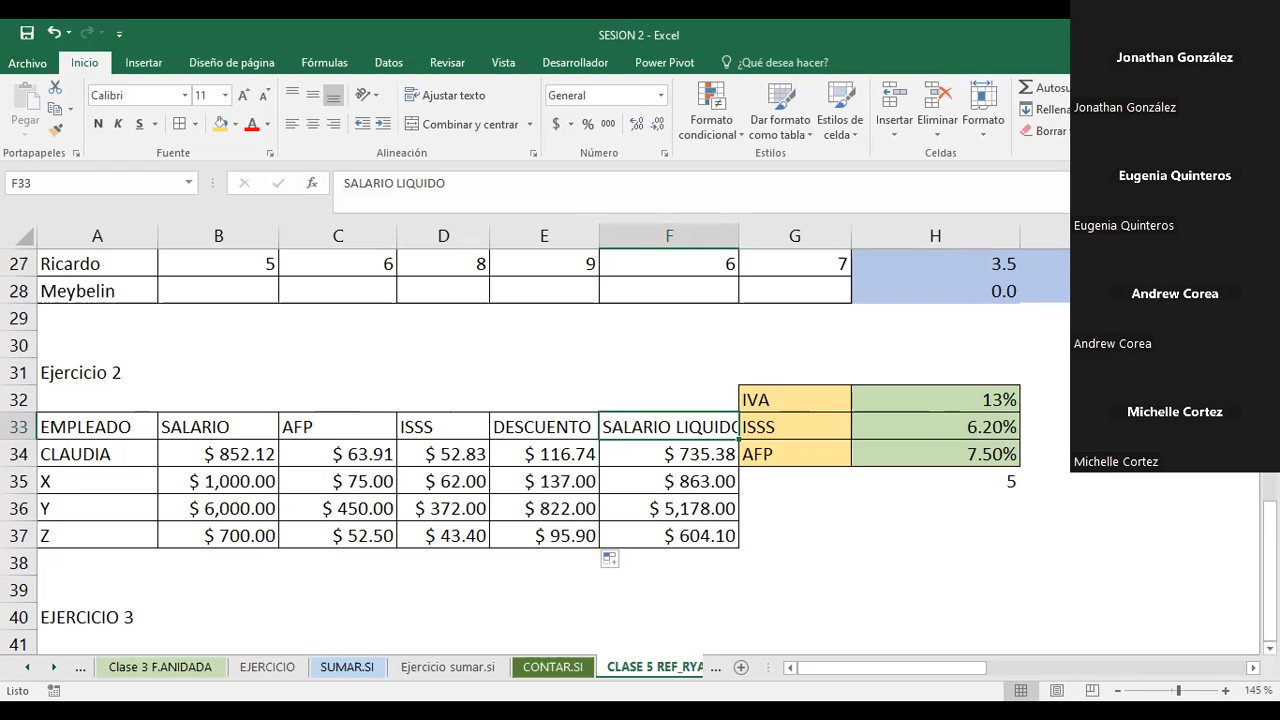 SESION 2 - Excel
Archivo Inicio Insertar Diseño de página Fórmulas Datos Revisar Vista Desarrollador Power Pivot ¿Qué desea hacer?
Pegar
Calibri 11
N K S
Ajustar texto
Combinar y centrar
General
$ % 000
Formato condicional
Dar formato como tabla
Estilos de celda
Insertar Eliminar Formato
Autosu
Rellena
Borrar
Portapapeles Fuente Alineación Número Estilos Celdas
F33 fx SALARIO LIQUIDO
A B C D E F G H
27 Ricardo 5 6 8 9 6 7 3.5
28 Meybelin 0.0
29
30
31 Ejercicio 2
32 IVA 13%
33 EMPLEADO SALARIO AFP ISSS DESCUENTO SALARIO LIQUIDO ISSS 6.20%
34 CLAUDIA $ 852.12 $ 63.91 $ 52.83 $ 116.74 $ 735.38 AFP 7.50%
35 X $ 1,000.00 $ 75.00 $ 62.00 $ 137.00 $ 863.00 5
36 Y $ 6,000.00 $ 450.00 $ 372.00 $ 822.00 $ 5,178.00
37 Z $ 700.00 $ 52.50 $ 43.40 $ 95.90 $ 604.10
38
39
40 EJERCICIO 3
41
... Clase 3 F.ANIDADA EJERCICIO SUMAR.SI Ejercicio sumar.si CONTAR.SI CLASE 5 REF_RYA ...
Listo 145 %
Jonathan González
Jonathan González
Eugenia Quinteros
Eugenia Quinteros
Andrew Corea
Andrew Corea
Michelle Cortez
Michelle Cortez